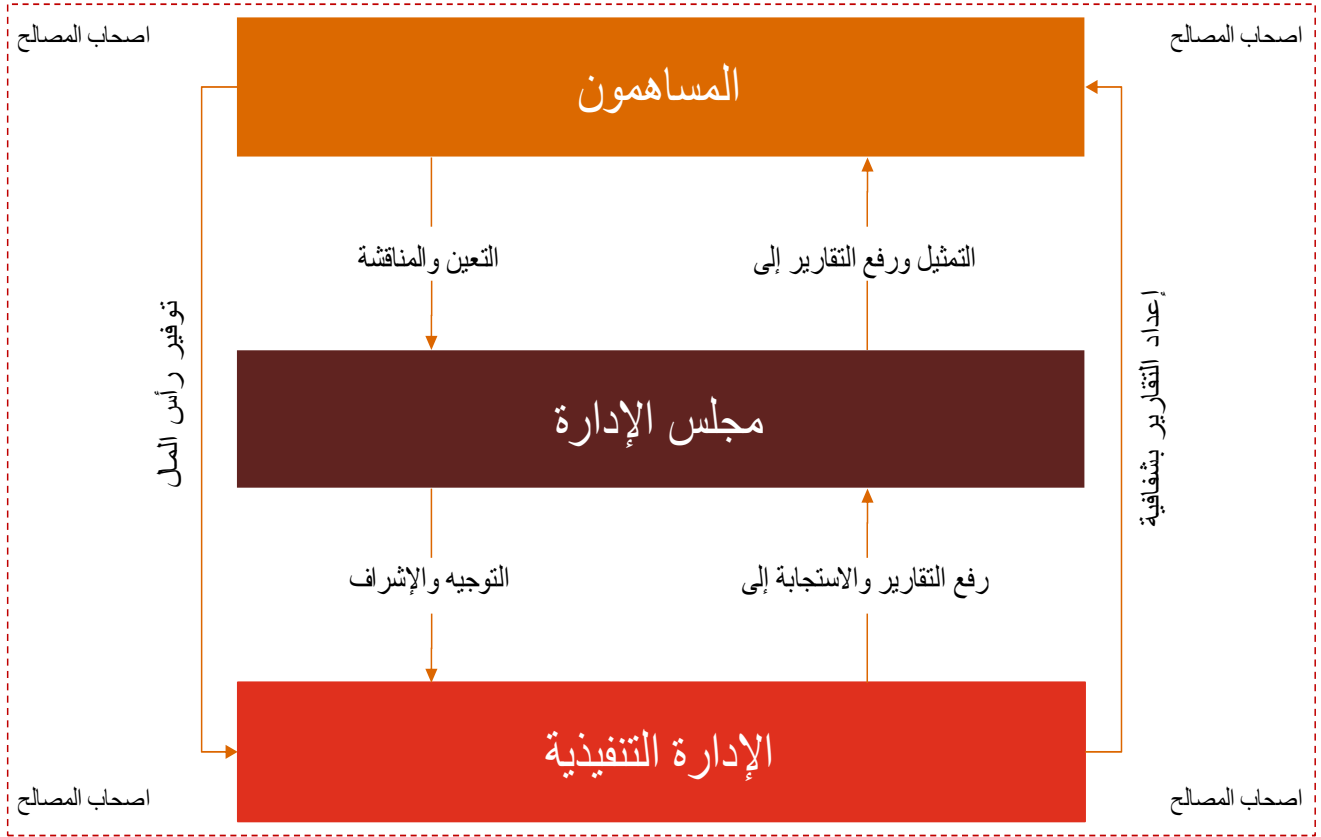 اصحاب المصالح
اصحاب المصالح
المساهمون
التمثيل ورفع التقارير إلى
التعين والمناقشة
إعداد التقارير بشفافية
توفير رأس المال
مجلس الإدارة
رفع التقارير والاستجابة إلى
التوجيه والإشراف
الإدارة التنفيذية
اصحاب المصالح
اصحاب المصالح